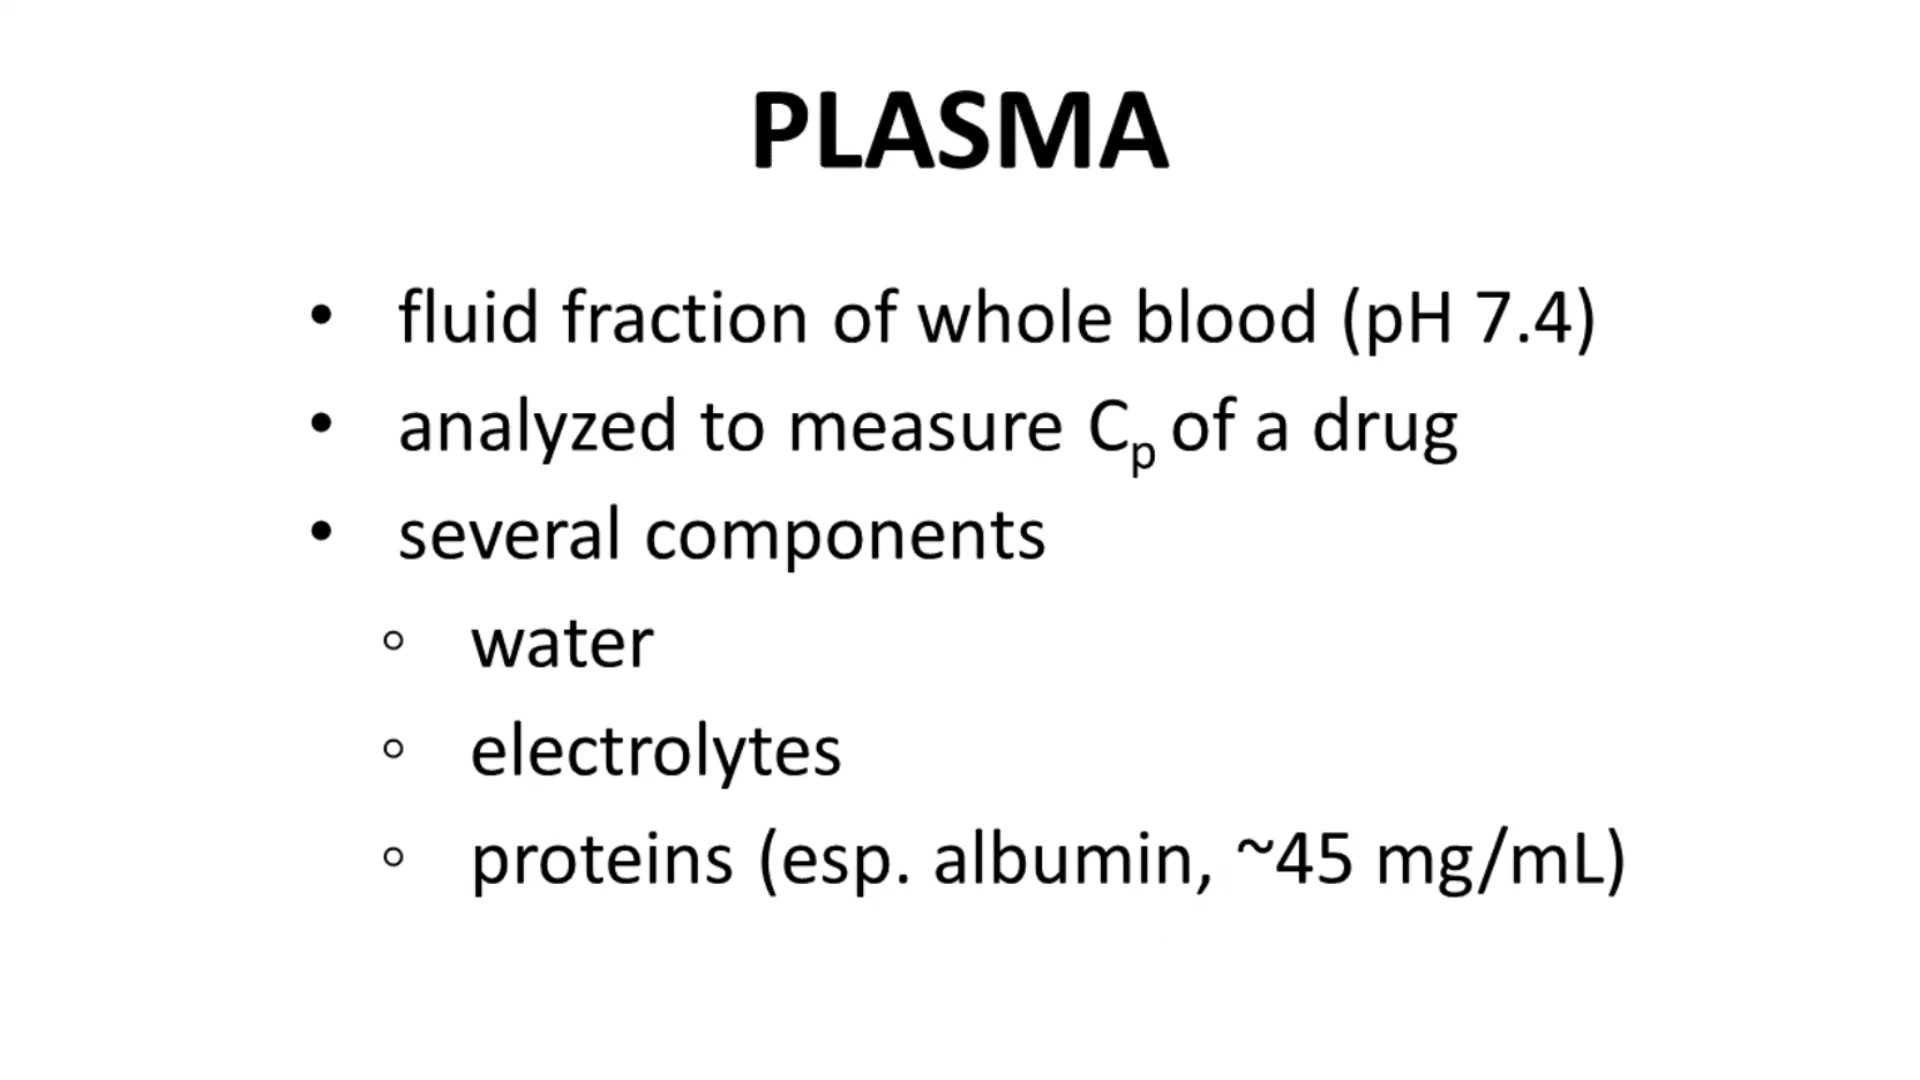 PLASMA
• fluid fraction of whole blood (pH 7.4)
• analyzed to measure Cp of a drug
• several components
◦ water
◦ electrolytes
◦ proteins (esp. albumin, ~45 mg/mL)